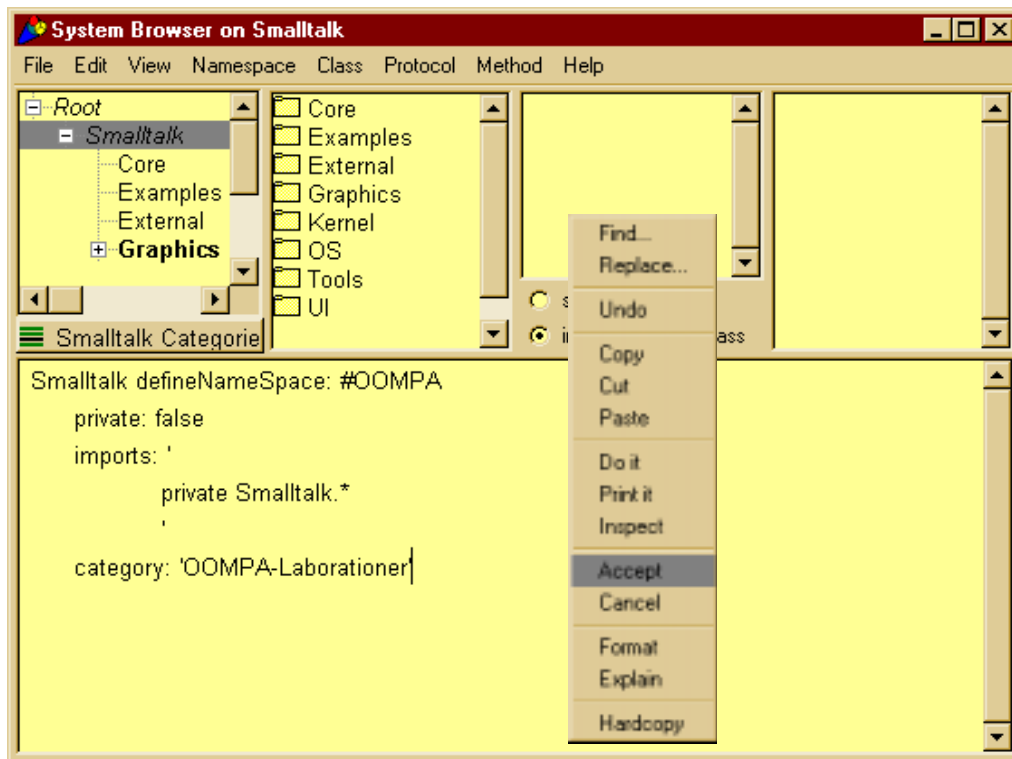 System Browser on Smalltalk
File Edit View Namespace Class Protocol Method Help
Root
Smalltalk
Core
Examples
External
Graphics
Smalltalk Categorie
Core
Examples
External
Graphics
Kernel
OS
Tools
UI
Smalltalk defineNameSpace: #OOMPA
private: false
imports: '
private Smalltalk.*
'
category: 'OOMPA-Laborationer'
Find...
Replace...
Undo
Copy
Cut
Paste
Do it
Print it
Inspect
Accept
Cancel
Format
Explain
Hardcopy